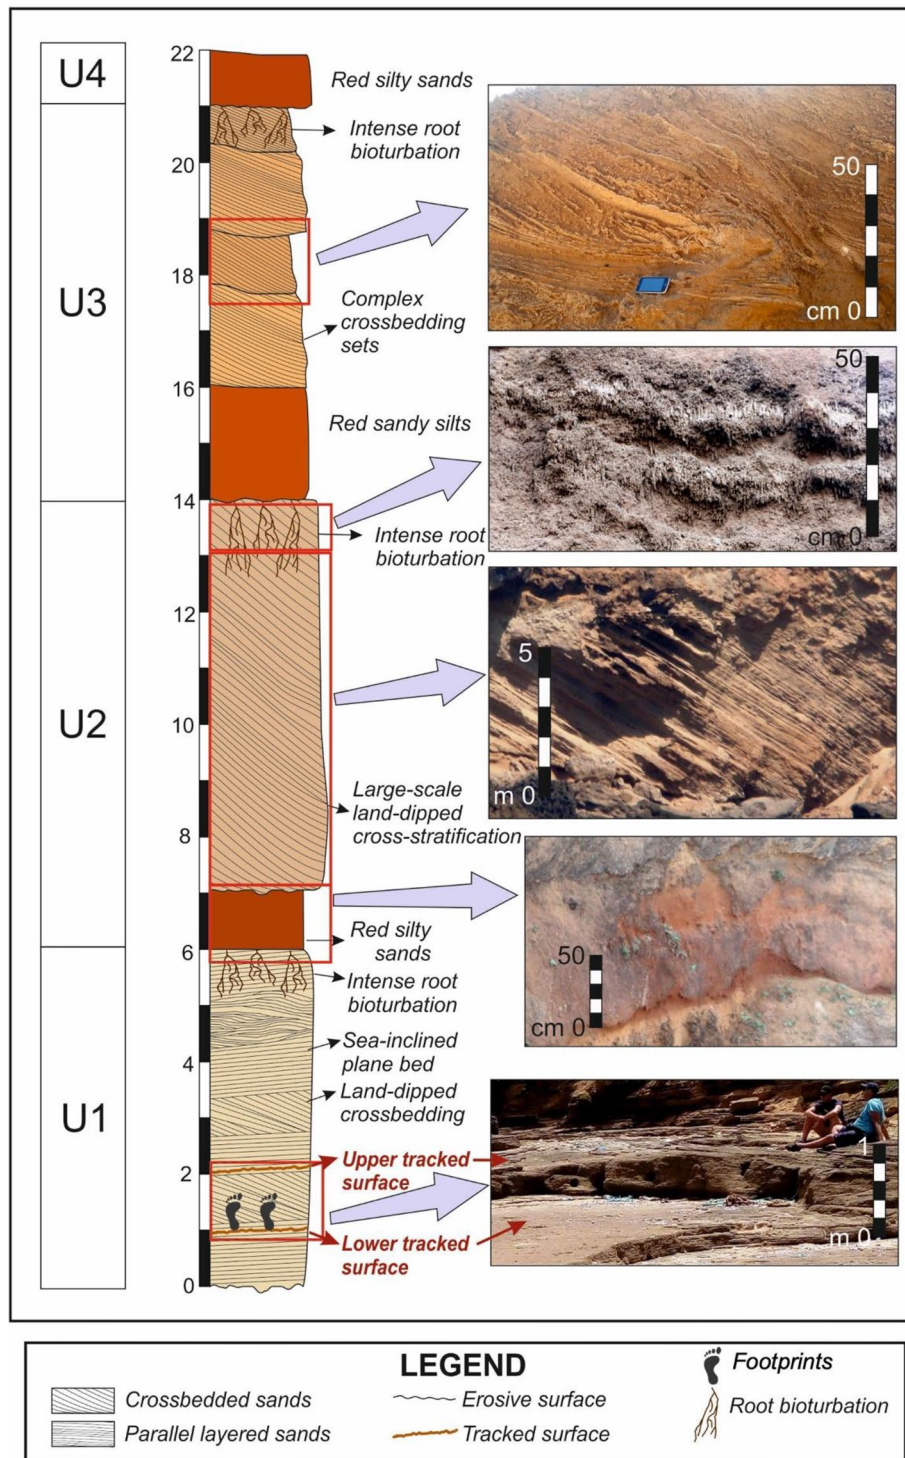 U4
U3
U2
U1
22
20
18
16
14
12
10
8
6
4
2
0
Red silty sands
Intense root
bioturbation
Complex
crossbedding
sets
Red sandy silts
Intense root
bioturbation
Large-scale
land-dipped
cross-stratification
Red silty
sands
Intense root
bioturbation
Sea-inclined
plane bed
Land-dipped
crossbedding
Upper tracked
surface
Lower tracked
surface
50
cm 0
50
cm 0
5
m 0
50
cm 0
1
m 0
LEGEND
Crossbedded sands
Parallel layered sands
Erosive surface
Tracked surface
Footprints
Root bioturbation